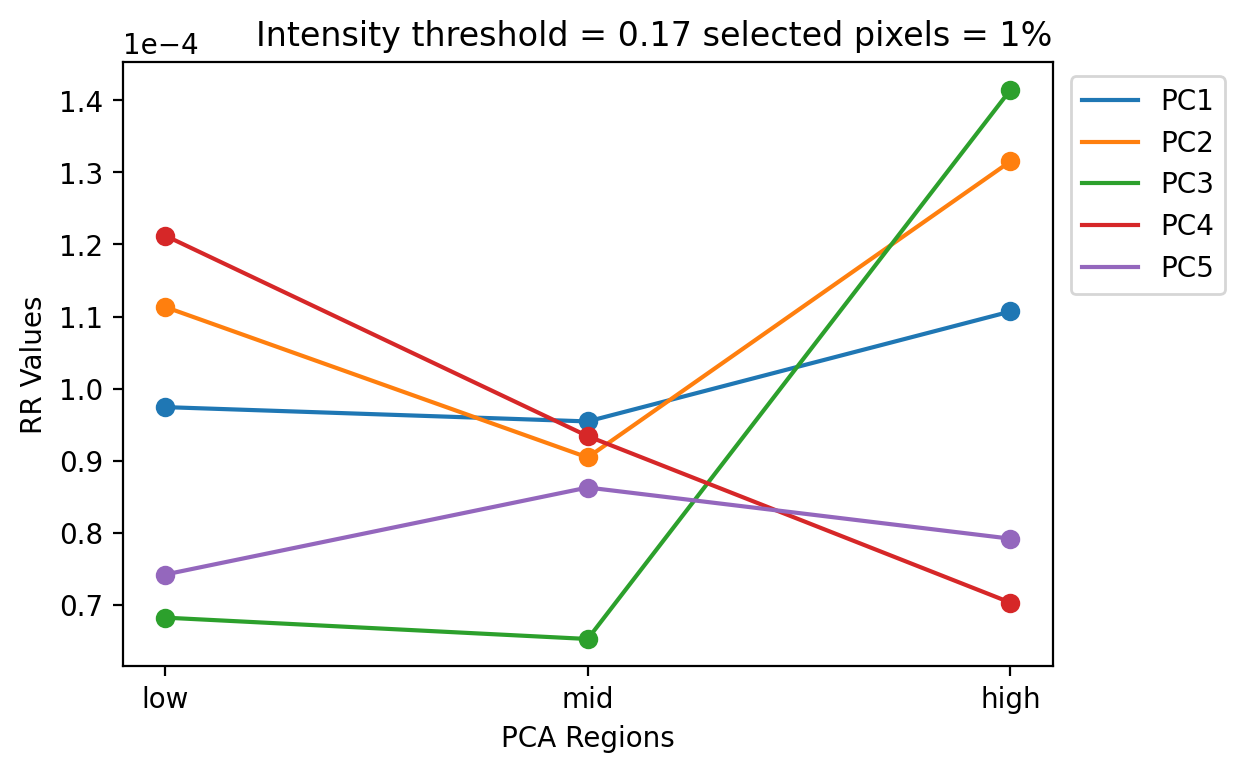 Intensity threshold = 0.17 selected pixels = 1%
1e−4
1.4
1.3
1.2
1.1
1.0
0.9
0.8
0.7
RR Values
low
mid
high
PCA Regions
PC1
PC2
PC3
PC4
PC5